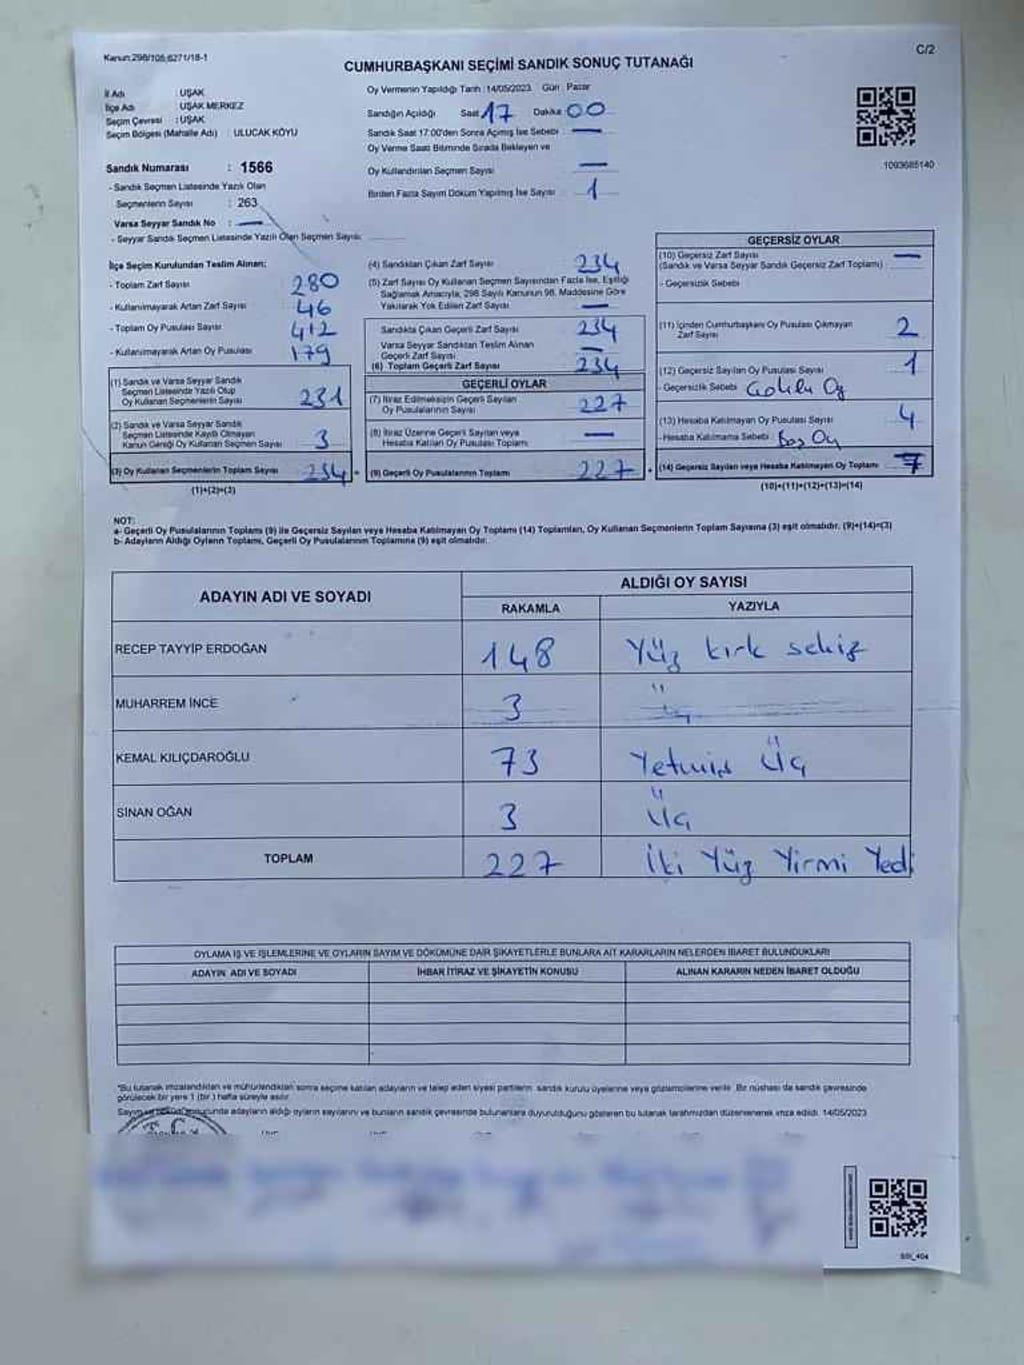 Kanun:298/105;6271/18-1
C/2
CUMHURBAŞKANI SEÇİMİ SANDIK SONUÇ TUTANAĞI
İl Adı : UŞAK
İlçe Adı : UŞAK MERKEZ
Seçim Çevresi : UŞAK
Seçim Bölgesi (Mahalle Adı) : ULUCAK KÖYÜ
Sandık Numarası : 1566
- Sandık Seçmen Listesinde Yazılı Olan
Seçmenlerin Sayısı : 263
Varsa Seyyar Sandık No : —
- Seyyar Sandık Seçmen Listesinde Yazılı Olan Seçmen Sayısı:
Oy Vermenin Yapıldığı Tarih :14/05/2023 Gün : Pazar
Sandığın Açıldığı Saat 17 Dakika 00
Sandık Saat 17:00'den Sonra Açılmış İse Sebebi : —
Oy Verme Saati Bitiminde Sırada Bekleyen ve
Oy Kullandırılan Seçmen Sayısı —
Birden Fazla Sayım Döküm Yapılmış İse Sayısı 1
1093685140
İlçe Seçim Kurulundan Teslim Alınan;
- Toplam Zarf Sayısı 280
- Kullanılmayarak Artan Zarf Sayısı 46
- Toplam Oy Pusulası Sayısı 412
- Kullanılmayarak Artan Oy Pusulası 179
(1) Sandık ve Varsa Seyyar Sandık
Seçmen Listesinde Yazılı Olup
Oy Kullanan Seçmenlerin Sayısı 231
(2) Sandık ve Varsa Seyyar Sandık
Seçmen Listesinde Kayıtlı Olmayan
Kanun Gereği Oy Kullanan Seçmen Sayısı 3
(3) Oy Kullanan Seçmenlerin Toplam Sayısı 234
(1)+(2)=(3)
(4) Sandıktan Çıkan Zarf Sayısı 234
(5) Zarf Sayısı Oy Kullanan Seçmen Sayısından Fazla İse, Eşitliği
Sağlamak Amacıyla, 298 Sayılı Kanunun 98. Maddesine Göre
Yakılarak Yok Edilen Zarf Sayısı —
Sandıkta Çıkan Geçerli Zarf Sayısı 234
Varsa Seyyar Sandıktan Teslim Alınan
Geçerli Zarf Sayısı —
(6) Toplam Geçerli Zarf Sayısı 234
GEÇERLİ OYLAR
(7) İtiraz Edilmeksizin Geçerli Sayılan
Oy Pusulalarının Sayısı 227
(8) İtiraz Üzerine Geçerli Sayılan veya
Hesaba Katılan Oy Pusulası Toplamı —
(9) Geçerli Oy Pusulalarının Toplamı 227
GEÇERSİZ OYLAR
(10) Geçersiz Zarf Sayısı —
(Sandık ve Varsa Seyyar Sandık Geçersiz Zarf Toplamı)
- Geçersizlik Sebebi
(11) İçinden Cumhurbaşkanı Oy Pusulası Çıkmayan
Zarf Sayısı 2
(12) Geçersiz Sayılan Oy Pusulası Sayısı 1
-Geçersizlik Sebebi Oy
(13) Hesaba Katılmayan Oy Pusulası Sayısı 4
-Hesaba Katılmama Sebebi Boş Oy
(14) Geçersiz Sayılan veya Hesaba Katılmayan Oy Toplamı 7
(10)+(11)+(12)+(13)=(14)
NOT:
a- Geçerli Oy Pusulalarının Toplamı (9) ile Geçersiz Sayılan veya Hesaba Katılmayan Oy Toplamı (14) Toplamları, Oy Kullanan Seçmenlerin Toplam Sayısına (3) eşit olmalıdır. (9)+(14)=(3)
b- Adayların Aldığı Oyların Toplamı, Geçerli Oy Pusulalarının Toplamına (9) eşit olmalıdır.
ADAYIN ADI VE SOYADI
ALDIĞI OY SAYISI
RAKAMLA YAZIYLA
RECEP TAYYİP ERDOĞAN 148 Yüz kırk sekiz
MUHARREM İNCE 3 Üç
KEMAL KILIÇDAROĞLU 73 Yetmiş Üç
SİNAN OĞAN 3 Üç
TOPLAM 227 İki Yüz Yirmi Yedi
OYLAMA İŞ VE İŞLEMLERİNE VE OYLARIN SAYIM VE DÖKÜMÜNE DAİR ŞİKAYETLERLE BUNLARA AİT KARARLARIN NELERDEN İBARET BULUNDUKLARI
ADAYIN ADI VE SOYADI İHBAR İTİRAZ VE ŞİKAYETİN KONUSU ALINAN KARARIN NEDEN İBARET OLDUĞU
*Bu tutanak imzalandıktan ve mühürlendikten sonra seçime katılan adayların ve talep eden siyasi partilerin sandık kurulu üyelerine veya gözlemcilerine verilir. Bir nüshası da sandık çevresinde
görülecek bir yere 1 (bir ) hafta süreyle asılır.
Sayım ve döküm sonucunda adayların aldığı oyların sayılarını ve bunların sandık çevresinde bulunanlara duyurulduğunu gösteren bu tutanak tarafımızdan düzenlenerek imza edildi. 14/05/2023